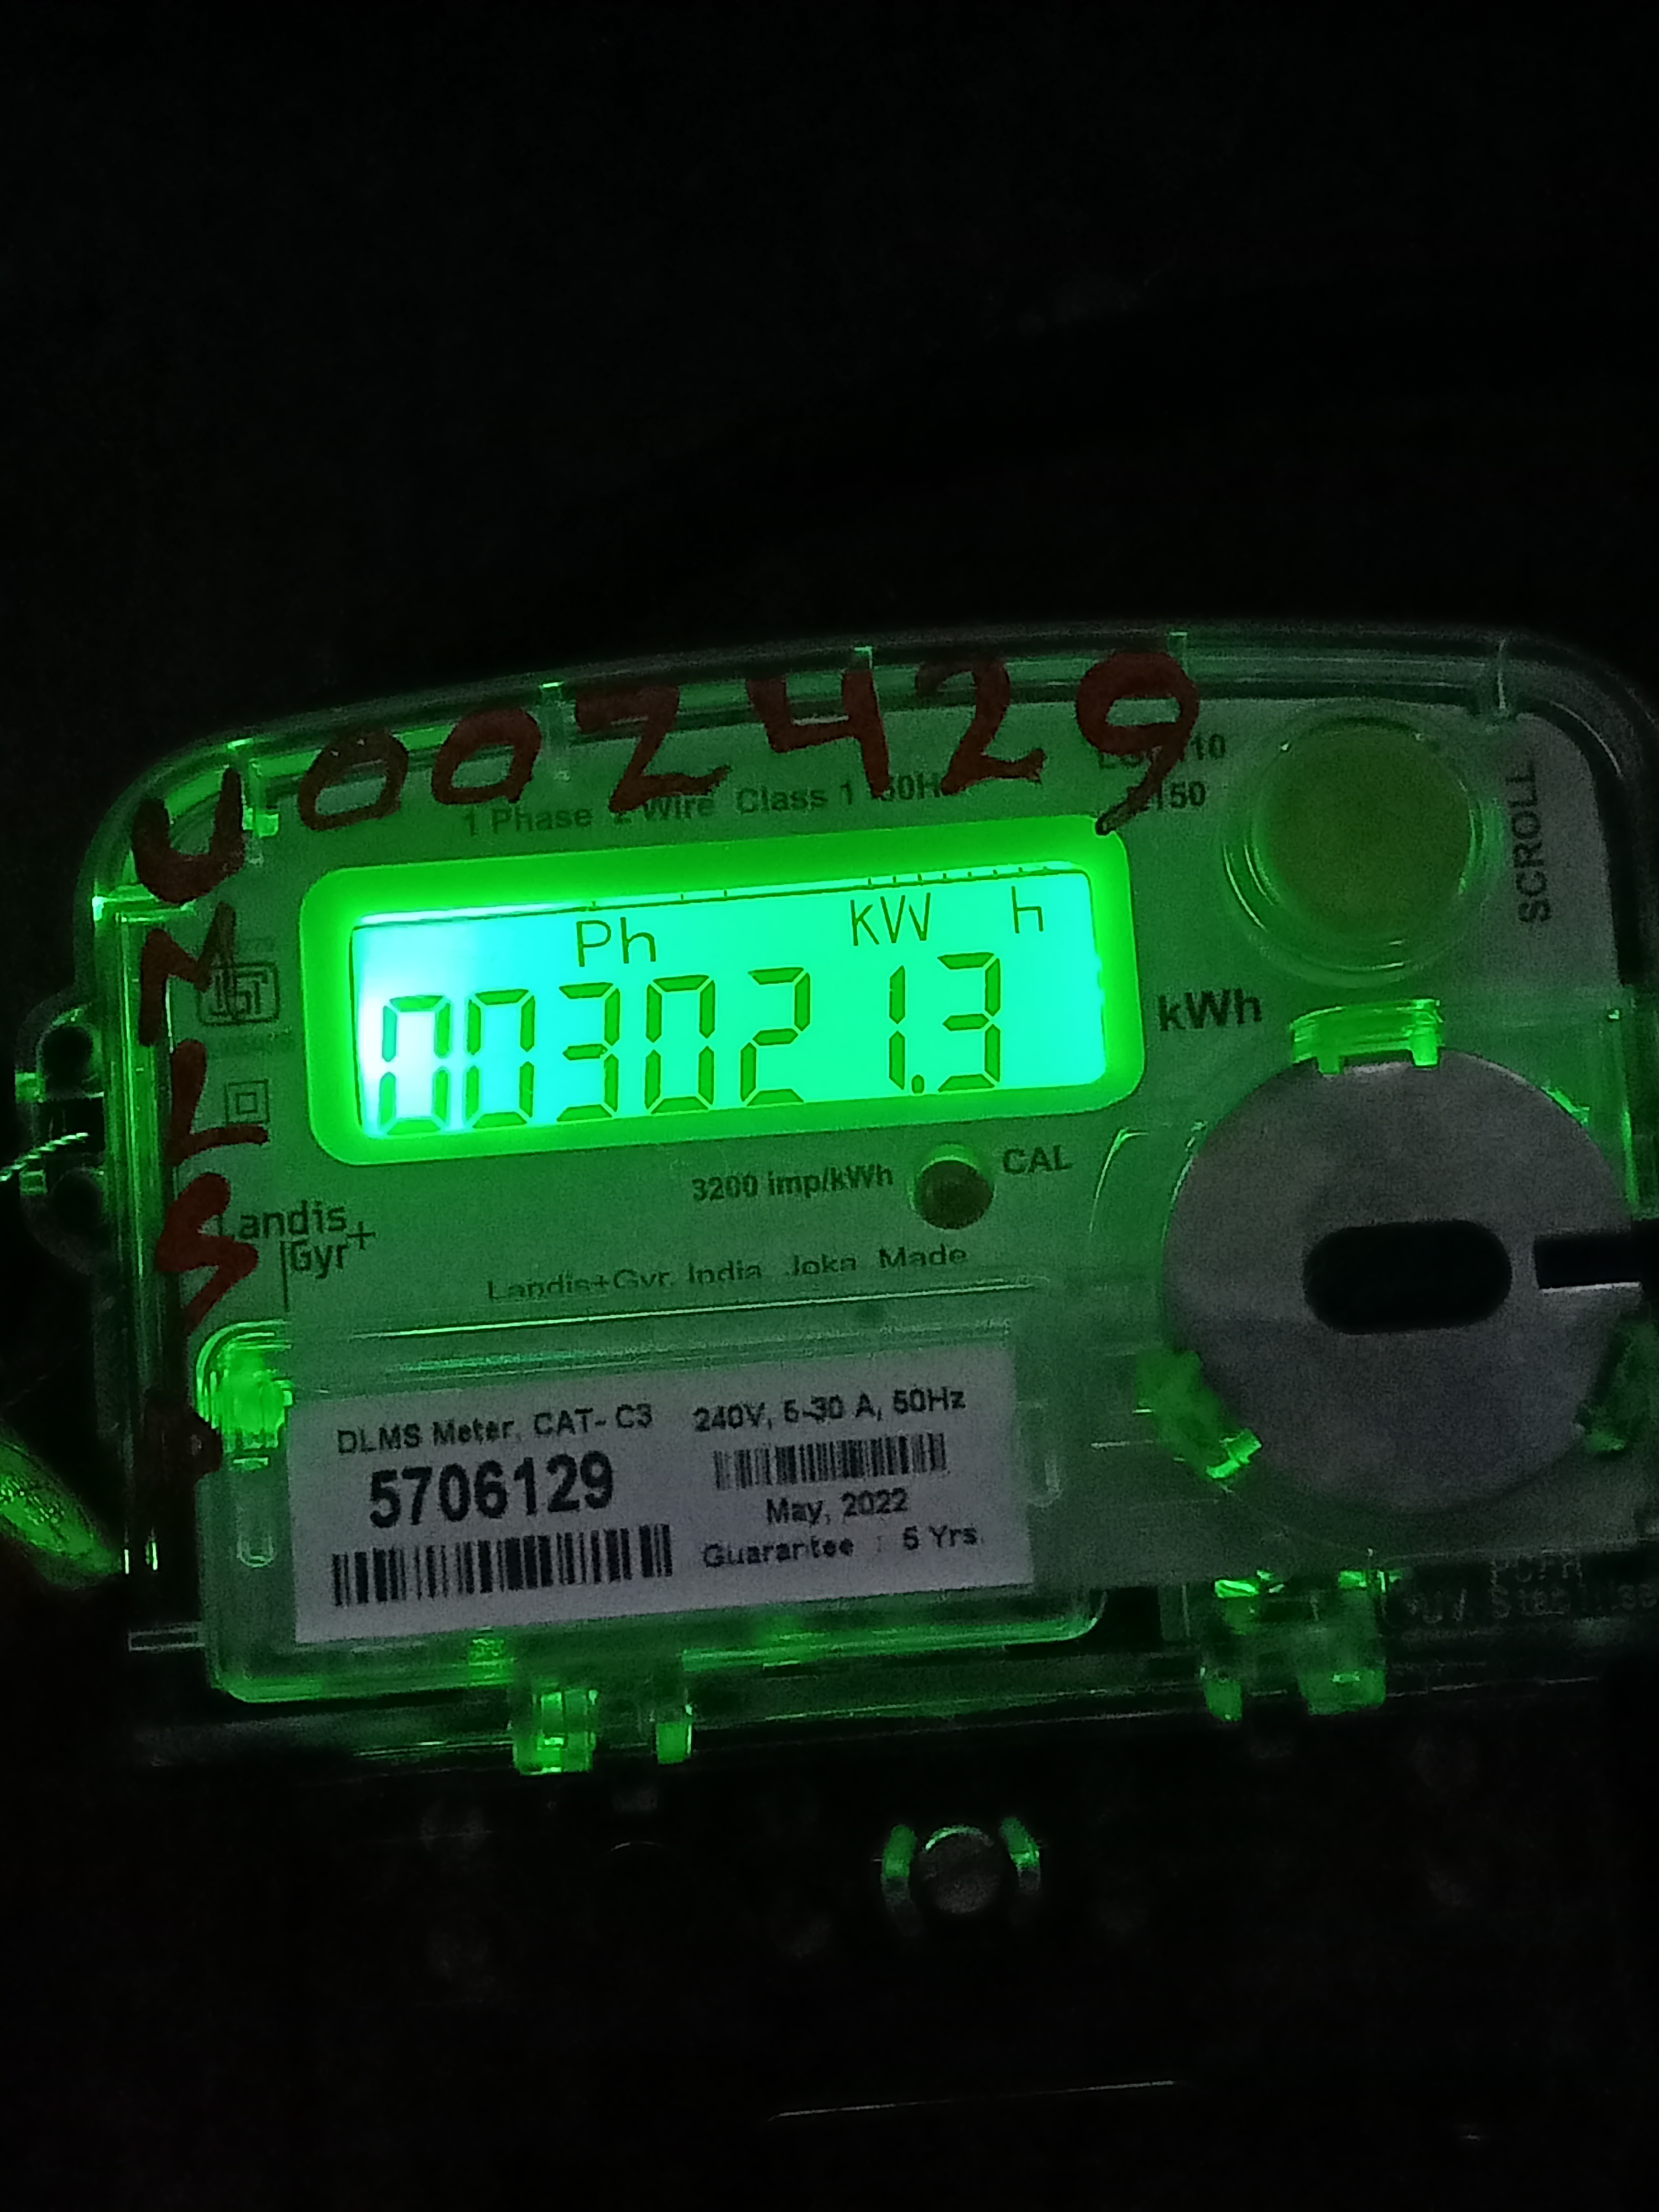 U002429
1 Phase 2 Wire Class 1 50Hz
E150
SCROLL
Ph kW h
003021.3
kWh
3200 imp/kWh
CAL
Landis
Gyr+
Landis+Gyr, India Joka Made
DLMS Meter, CAT- C3
240V, 5-30 A, 50Hz
5706129
May, 2022
Guarantee : 5 Yrs.